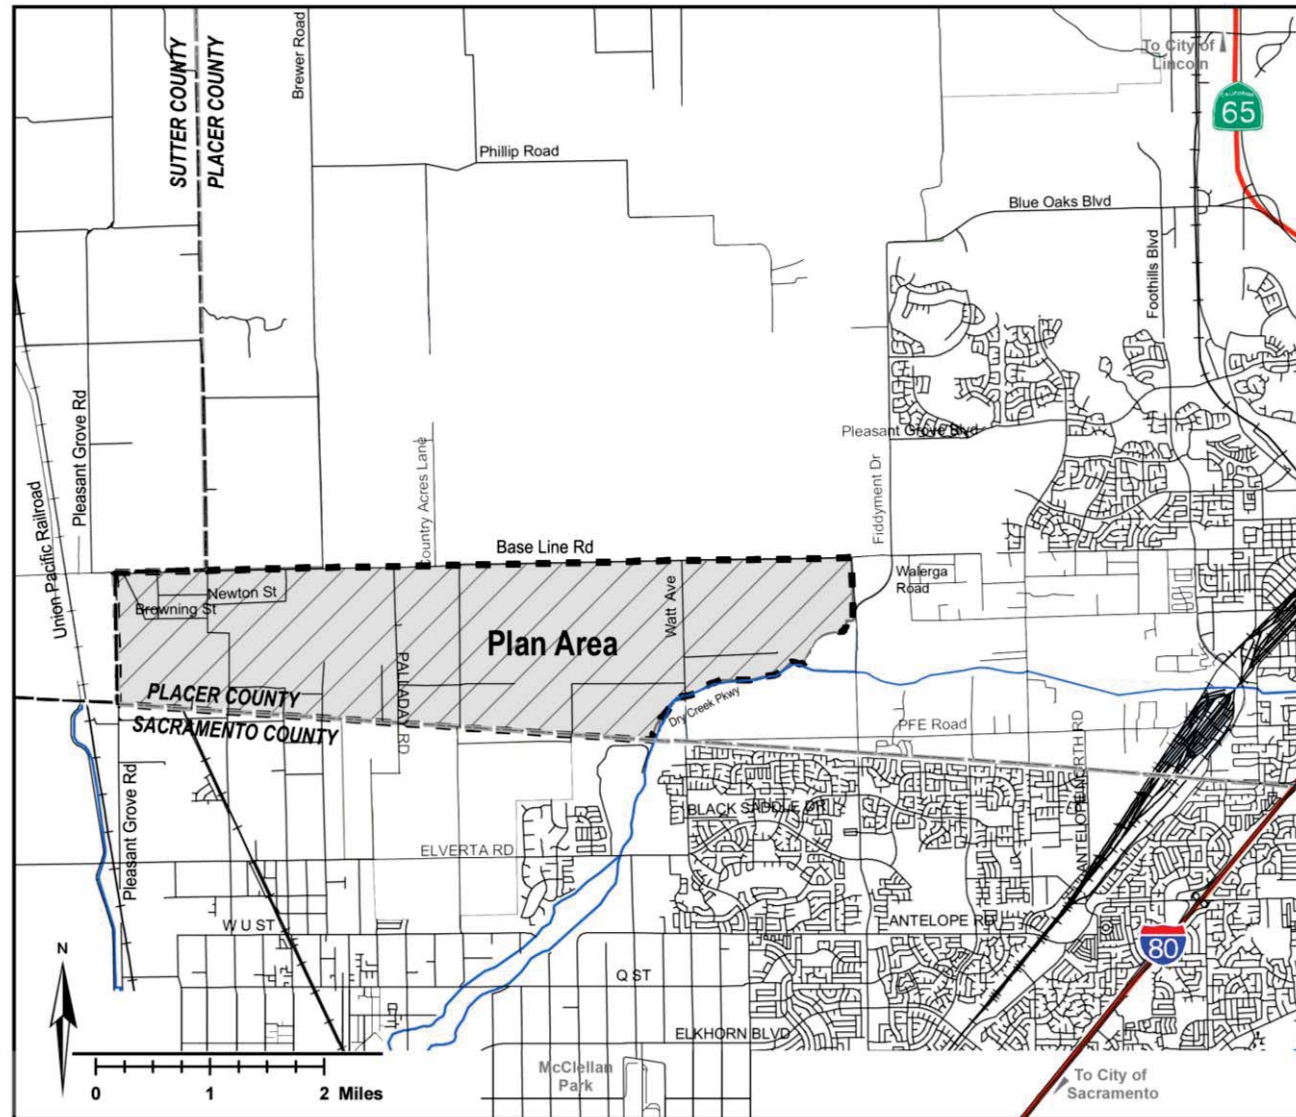 SUTTER COUNTY
PLACER COUNTY
Brewer Road
To City of
Lincoln
CALIFORNIA
65
Phillip Road
Blue Oaks Blvd
Foothills Blvd
Pleasant Grove Rd
Union Pacific Railroad
Country Acres Lane
Pleasant Grove Blvd
Fiddyment Dr
Base Line Rd
Walerga
Road
Newton St
Browning St
Watt Ave
Plan Area
PALLADAY RD
PLACER COUNTY
SACRAMENTO COUNTY
Dry Creek Pkwy
PFE Road
ANTELOPE NORTH RD
Pleasant Grove Rd
BLACK SADDLE DR
ELVERTA RD
W U ST
ANTELOPE RD
80
Q ST
N
ELKHORN BLVD
McClellan
Park
To City of
Sacramento
0 1 2 Miles